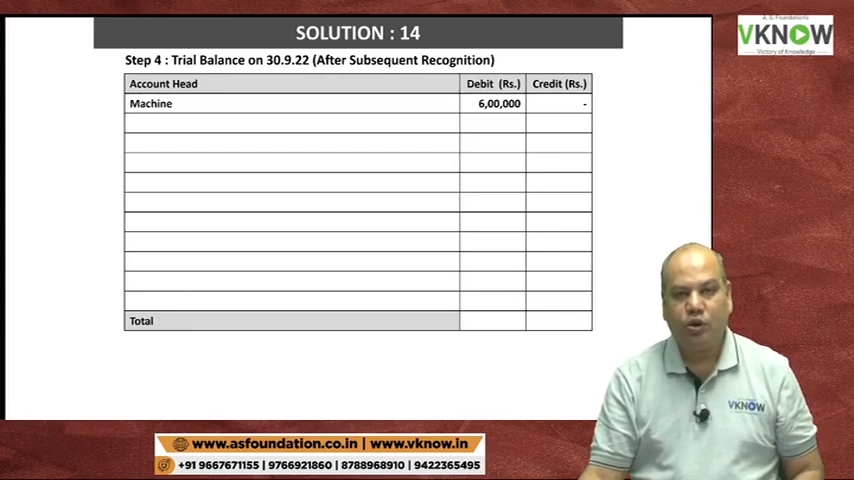 SOLUTION : 14
A. S. Foundation's
VKNOW
Victory of Knowledge
Step 4 : Trial Balance on 30.9.22 (After Subsequent Recognition)
Account Head Debit (Rs.) Credit (Rs.)
Machine 6,00,000 -
Total
VKNOW
www.asfoundation.co.in | www.vknow.in
+91 9667671155 | 9766921860 | 8788968910 | 9422365495